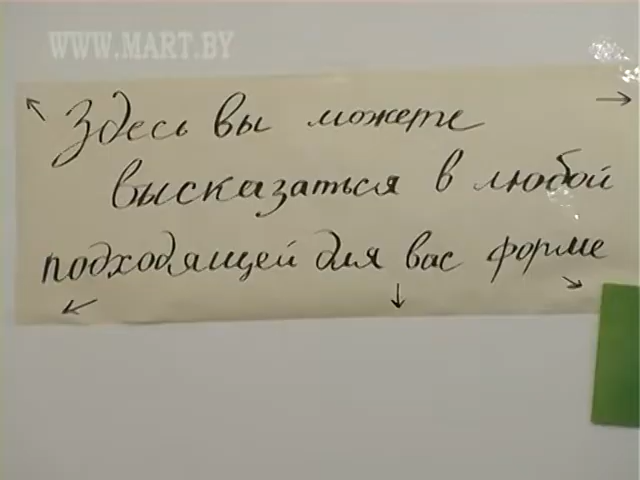 WWW.MART.BY
Здесь вы можете
высказаться в любой
подходящей для вас форме